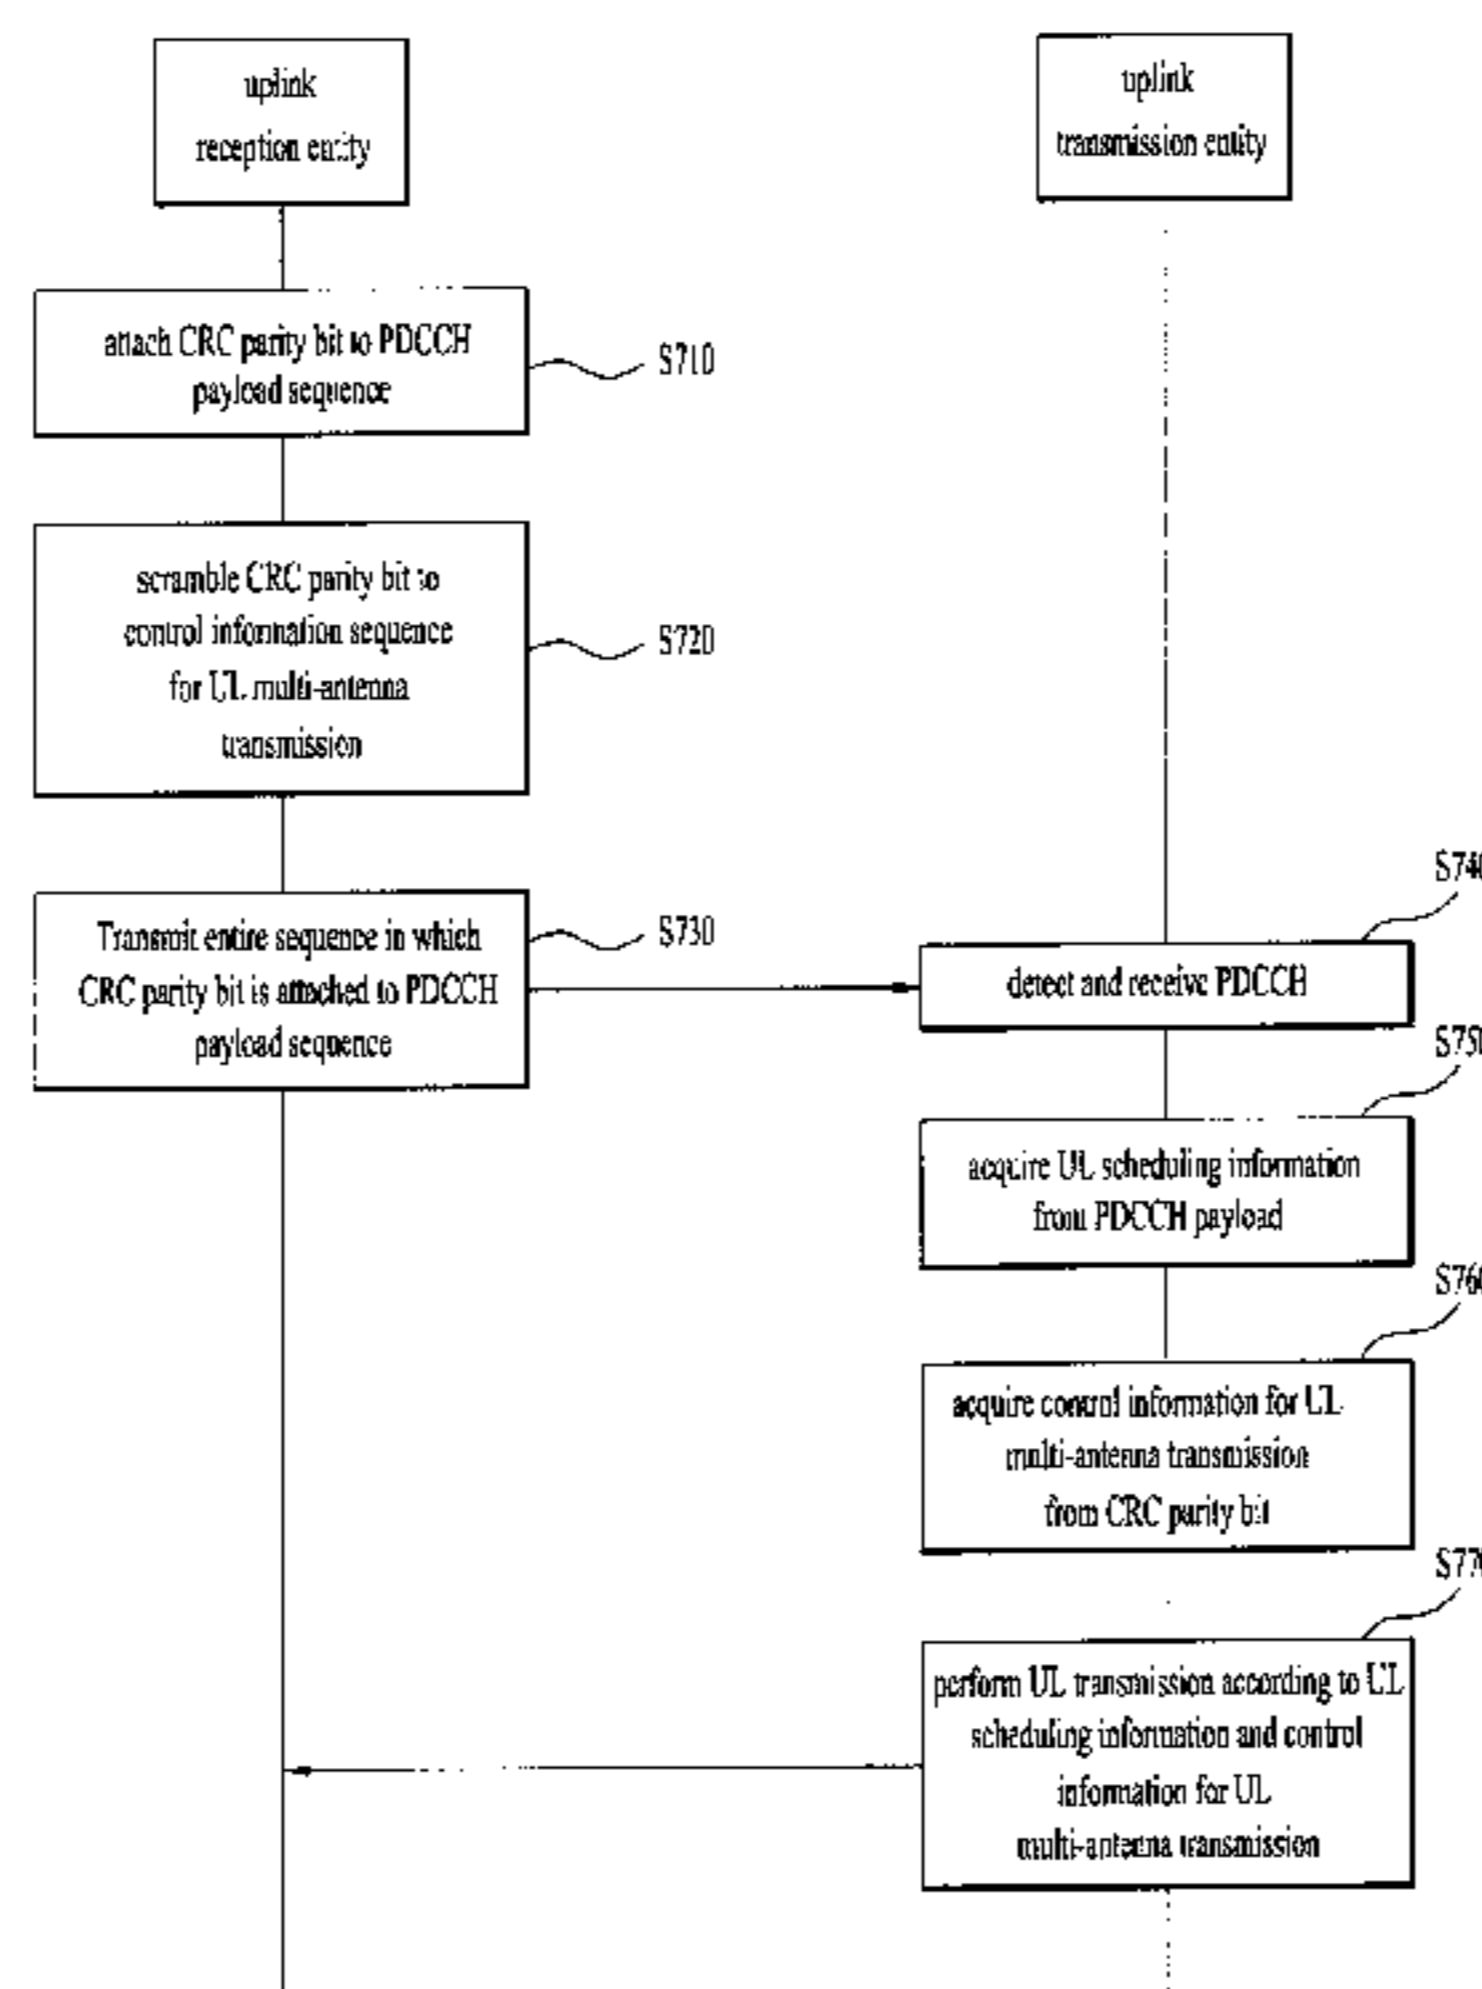 uplink
reception entity
uplink
transmission entity
attach CRC parity bit to PDCCH
payload sequence
S710
scramble CRC parity bit to
control information sequence
for UL multi-antenna
transmission
S720
Transmit entire sequence in which
CRC parity bit is attached to PDCCH
payload sequence
S730
S740
detect and receive PDCCH
S750
acquire UL scheduling information
from PDCCH payload
S760
acquire control information for UL
multi-antenna transmission
from CRC parity bit
S770
perform UL transmission according to UL
scheduling information and control
information for UL
multi-antenna transmission